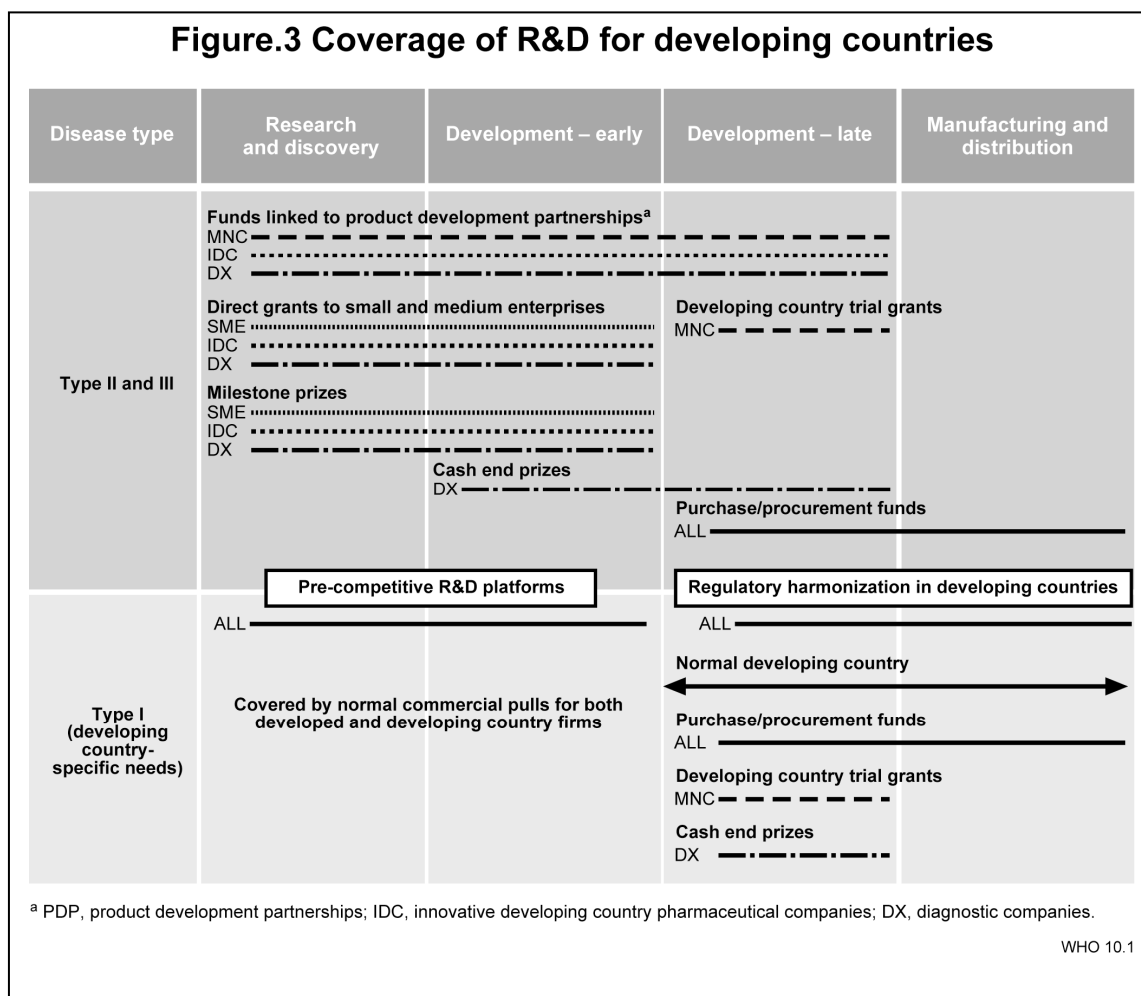 Figure.3 Coverage of R&D for developing countries
Disease type
Research
and discovery
Development – early
Development – late
Manufacturing and
distribution
Type II and III
Funds linked to product development partnershipsᵃ
MNC
IDC
DX
Direct grants to small and medium enterprises
SME
IDC
DX
Developing country trial grants
MNC
Milestone prizes
SME
IDC
DX
Cash end prizes
DX
Purchase/procurement funds
ALL
Pre-competitive R&D platforms
ALL
Regulatory harmonization in developing countries
ALL
Type I
(developing
country-
specific needs)
Covered by normal commercial pulls for both
developed and developing country firms
Normal developing country
Purchase/procurement funds
ALL
Developing country trial grants
MNC
Cash end prizes
DX
ᵃ PDP, product development partnerships; IDC, innovative developing country pharmaceutical companies; DX, diagnostic companies.
WHO 10.1